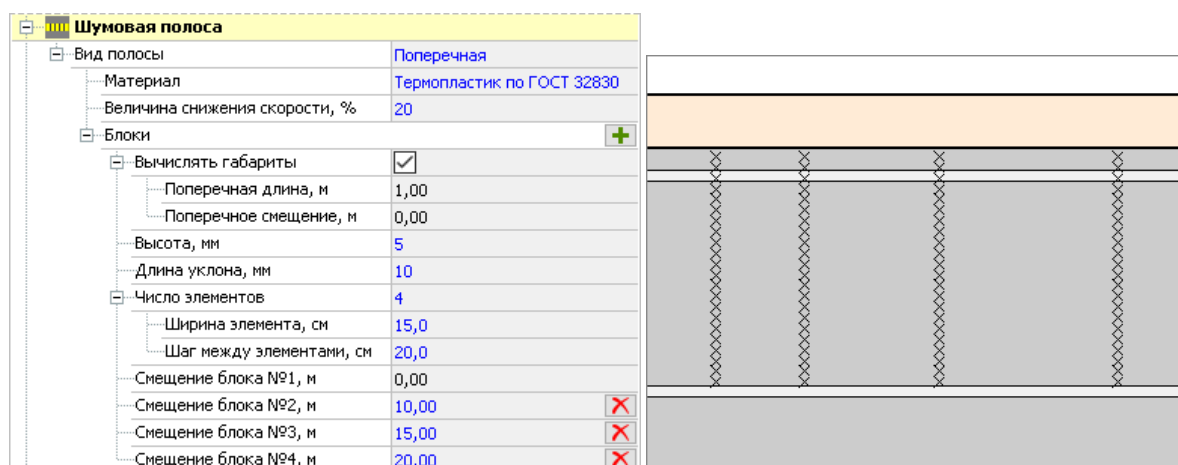 Шумовая полоса
Вид полосы Поперечная
Материал Термопластик по ГОСТ 32830
Величина снижения скорости, % 20
Блоки
Вычислять габариты
Поперечная длина, м 1,00
Поперечное смещение, м 0,00
Высота, мм 5
Длина уклона, мм 10
Число элементов 4
Ширина элемента, см 15,0
Шаг между элементами, см 20,0
Смещение блока №1, м 0,00
Смещение блока №2, м 10,00
Смещение блока №3, м 15,00
Смещение блока №4, м 20,00